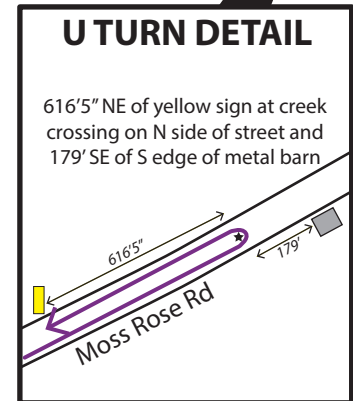 U TURN DETAIL
616'5" NE of yellow sign at creek
crossing on N side of street and
179' SE of S edge of metal barn
616'5"
179'
Moss Rose Rd